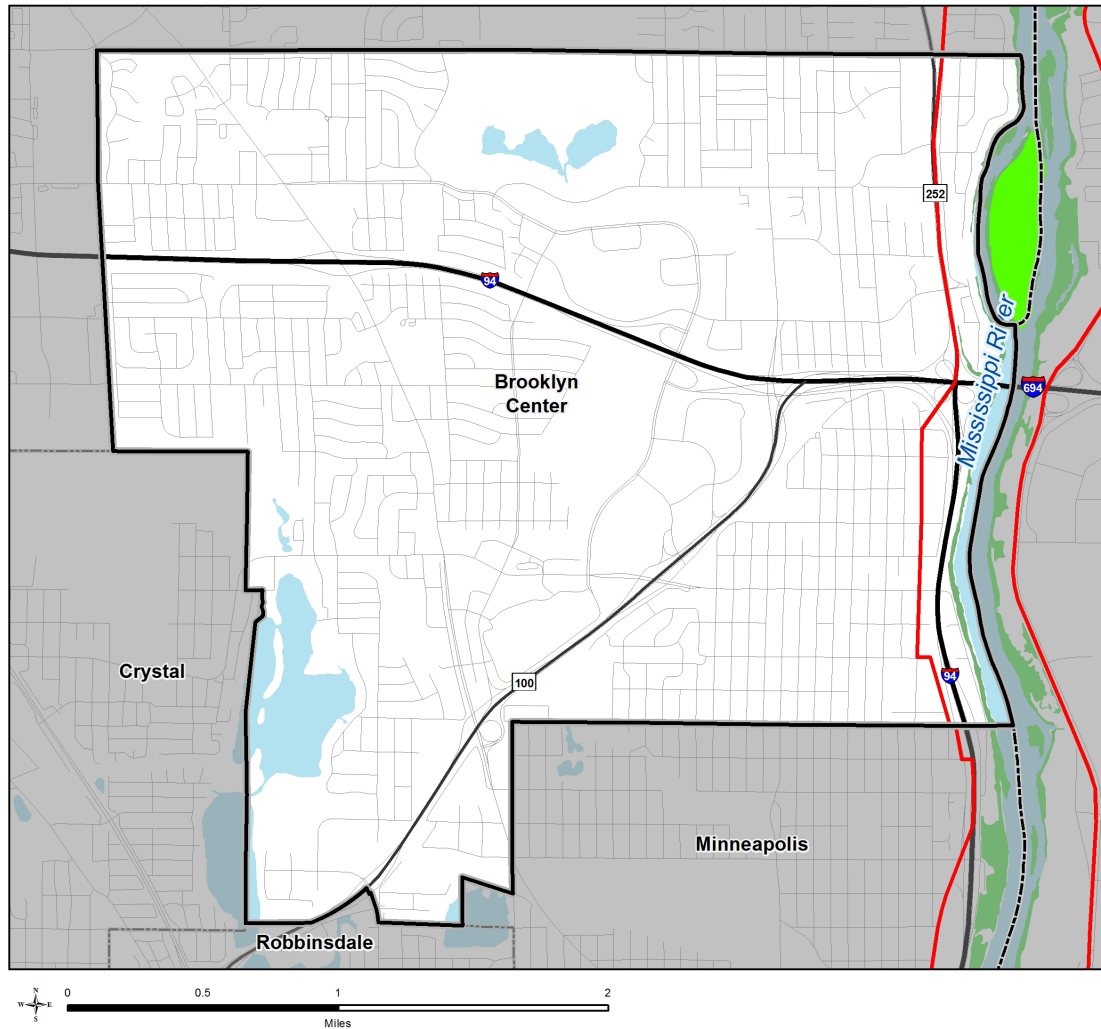 252
94
694
Mississippi River
Brooklyn
Center
Crystal
100
94
Minneapolis
Robbinsdale
N
W E
S
0 0.5 1 2
Miles